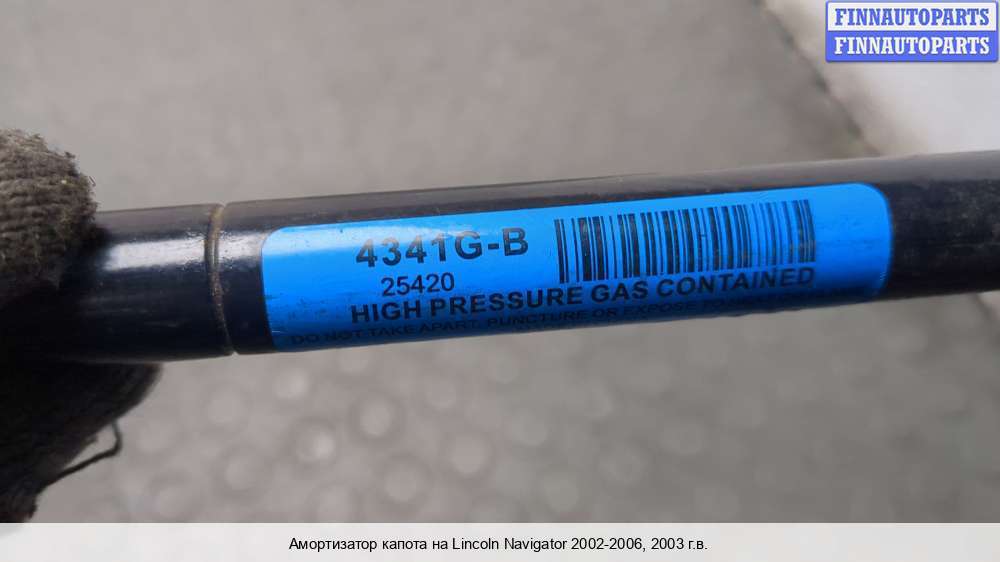 FINNAUTOPARTS
FINNAUTOPARTS
4341G-B
25420
HIGH PRESSURE GAS CONTAINED
DO NOT TAKE APART, PUNCTURE OR EXPOSE TO
Амортизатор капота на Lincoln Navigator 2002-2006, 2003 г.в.